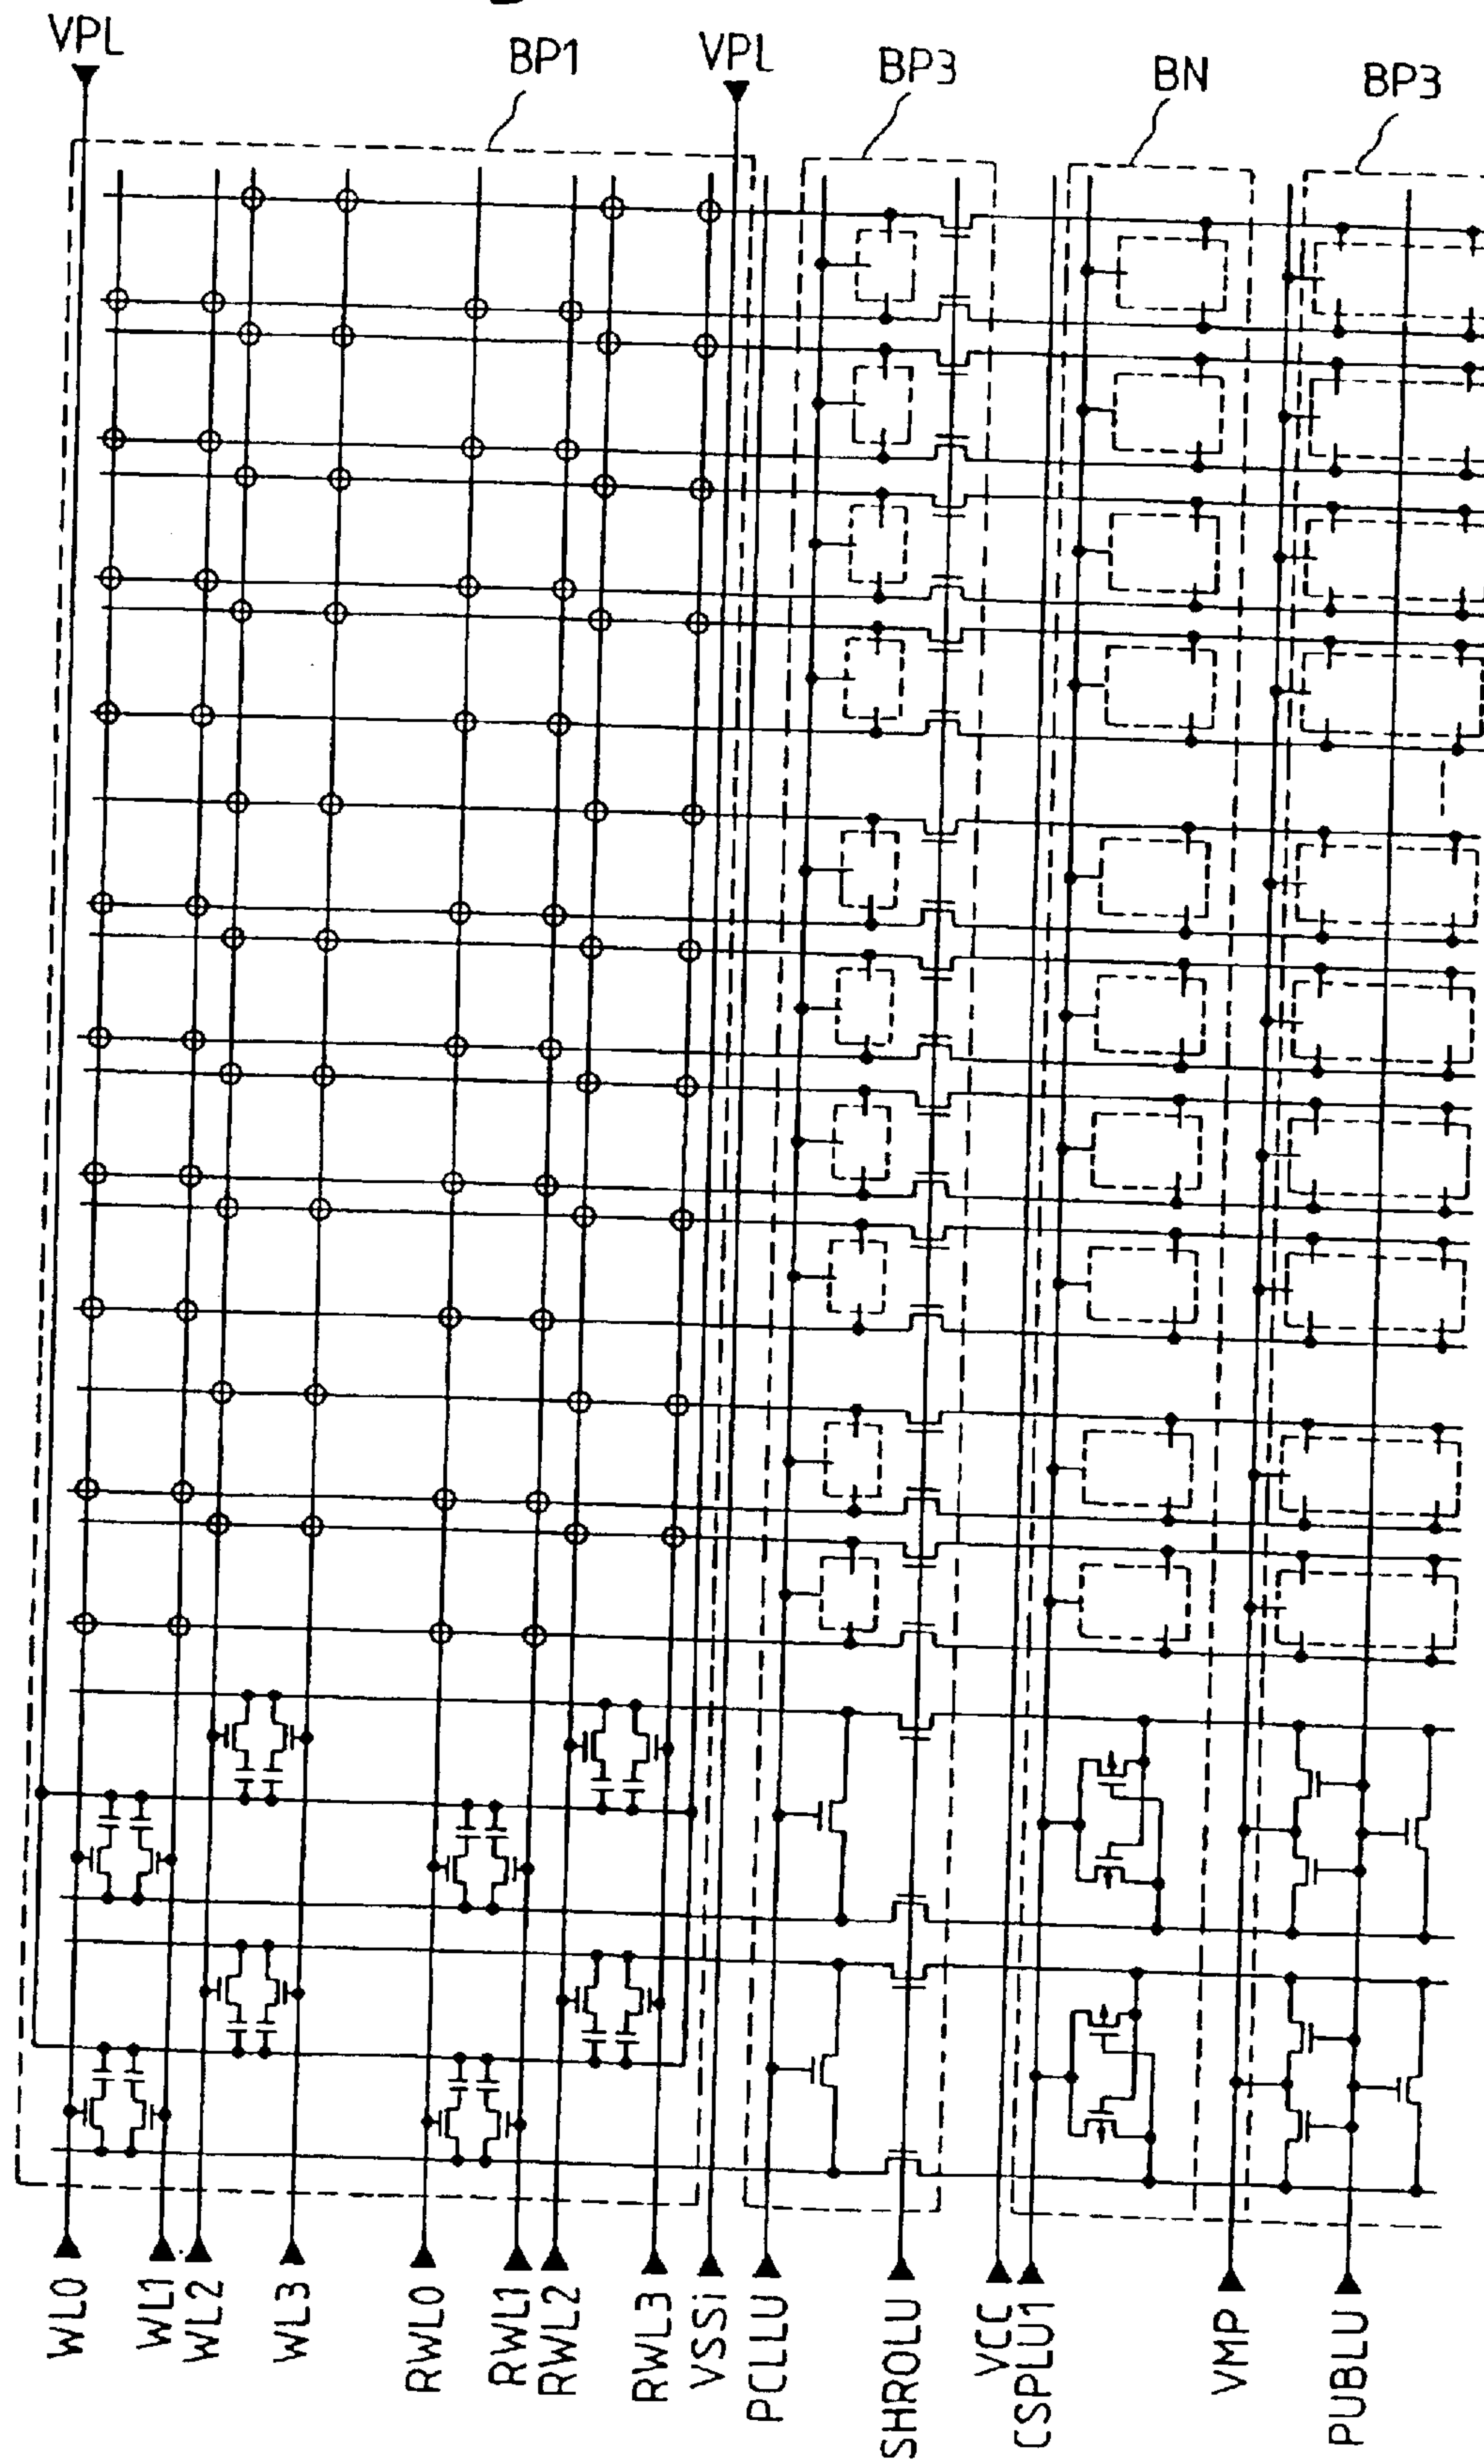 VPL
BP1
VPL
BP3
BN
BP3
WL0
WL1
WL2
WL3
RWL0
RWL1
RWL2
RWL3
VSSi
PCLLU
SHROLU
VCC
CSPLU1
VMP
PUBLU